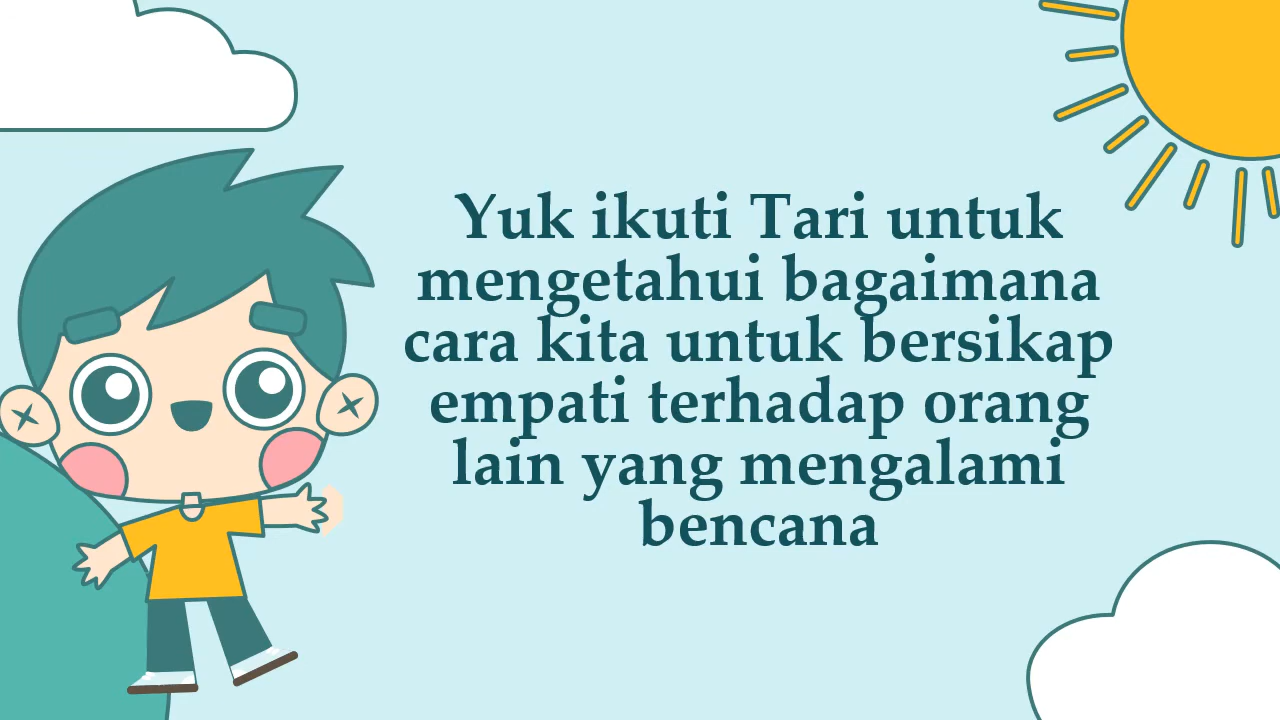 Yuk ikuti Tari untuk
mengetahui bagaimana
cara kita untuk bersikap
empati terhadap orang
lain yang mengalami
bencana